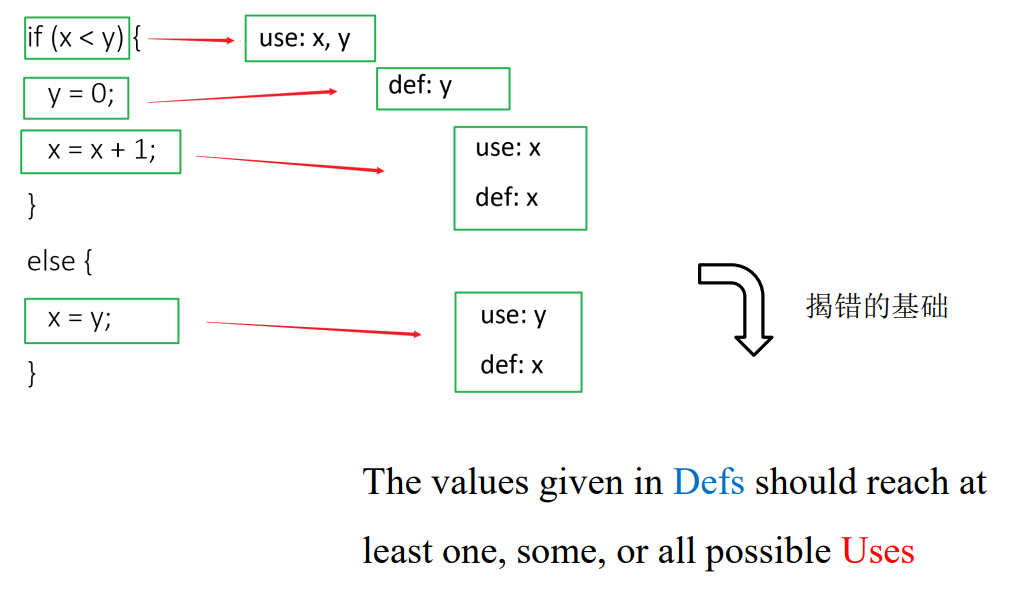 if (x < y) {
use: x, y
y = 0;
def: y
x = x + 1;
use: x
def: x
}
else {
x = y;
use: y
def: x
}
揭错的基础
The values given in Defs should reach at
least one, some, or all possible Uses